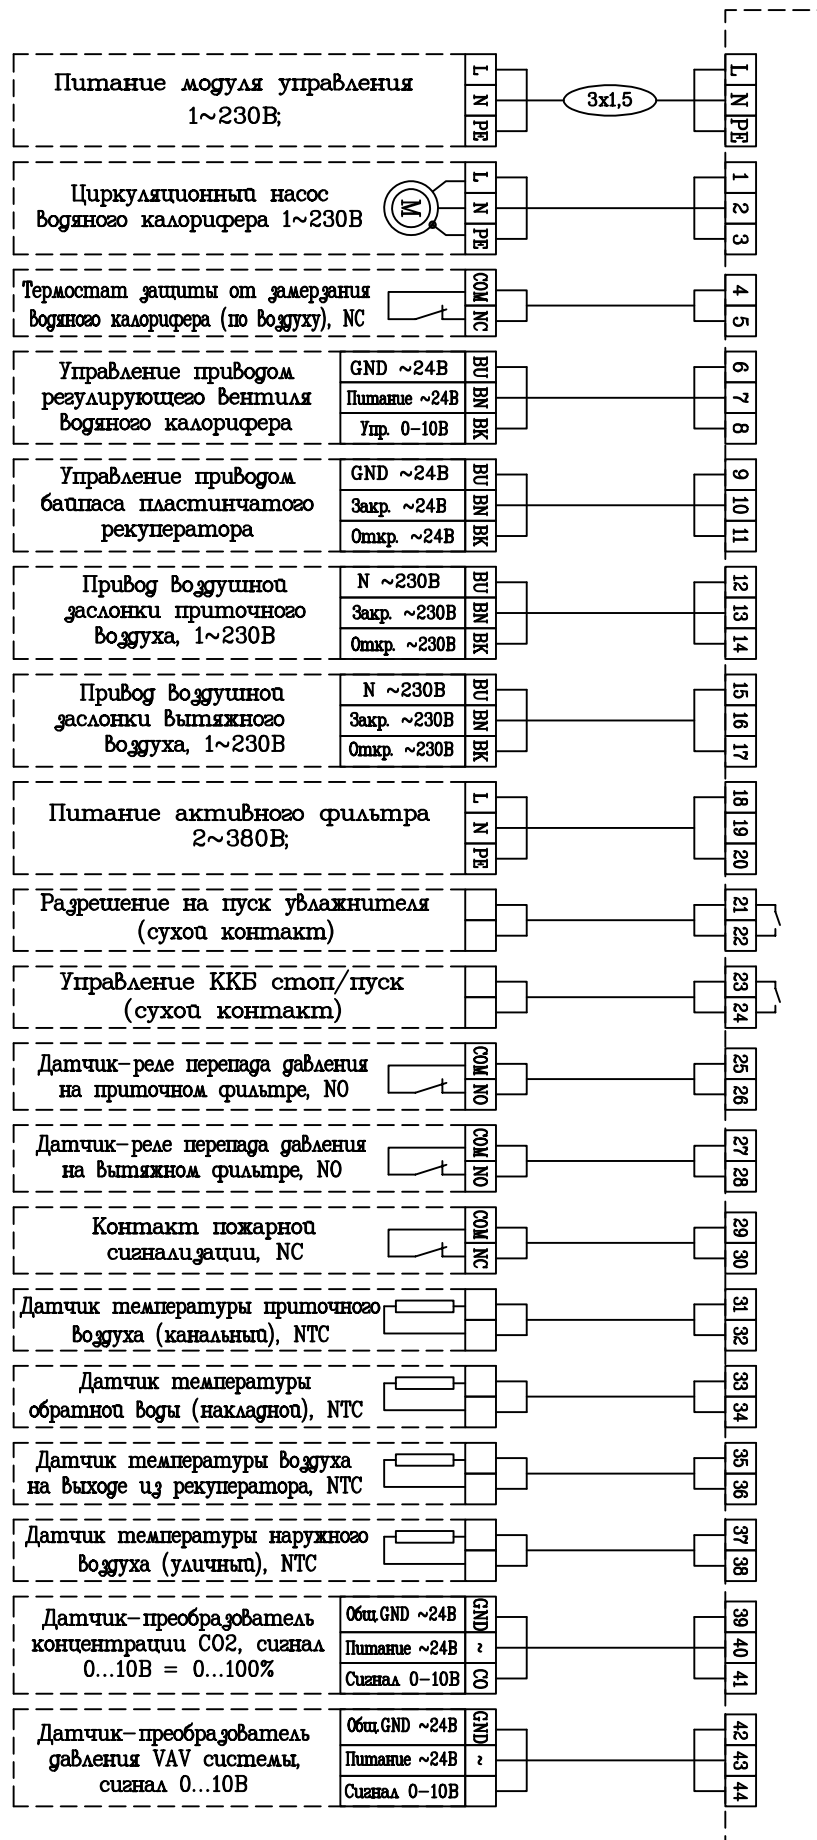 Питание модуля управления
1~230В;
L
N
PE
3х1,5
L
N
PE
Циркуляционный насос
водяного калорифера 1~230В
M
L
N
PE
1
2
3
Термостат защиты от замерзания
водяного калорифера (по воздуху), NC
COM
NC
4
5
Управление приводом
регулирующего вентиля
водяного калорифера
GND ~24В
Питание ~24В
Упр. 0-10В
BU
BN
BK
6
7
8
Управление приводом
байпаса пластинчатого
рекуператора
GND ~24В
Закр. ~24В
Откр. ~24В
BU
BN
BK
9
10
11
Привод воздушной
заслонки приточного
воздуха, 1~230В
N ~230В
Закр. ~230В
Откр. ~230В
BU
BN
BK
12
13
14
Привод воздушной
заслонки вытяжного
воздуха, 1~230В
N ~230В
Закр. ~230В
Откр. ~230В
BU
BN
BK
15
16
17
Питание активного фильтра
2~380В;
L
N
PE
18
19
20
Разрешение на пуск увлажнителя
(сухой контакт)
21
22
Управление ККБ стоп/пуск
(сухой контакт)
23
24
Датчик-реле перепада давления
на приточном фильтре, NO
COM
NO
25
26
Датчик-реле перепада давления
на вытяжном фильтре, NO
COM
NO
27
28
Контакт пожарной
сигнализации, NC
COM
NC
29
30
Датчик температуры приточного
воздуха (канальный), NTC
31
32
Датчик температуры
обратной воды (накладной), NTC
33
34
Датчик температуры воздуха
на выходе из рекуператора, NTC
35
36
Датчик температуры наружного
воздуха (уличный), NTC
37
38
Датчик-преобразователь
концентрации СО2, сигнал
0...10В = 0...100%
Общ.GND ~24В
Питание ~24В
Сигнал 0-10В
GND
~
CO
39
40
41
Датчик-преобразователь
давления VAV системы,
сигнал 0...10В
Общ.GND ~24В
Питание ~24В
Сигнал 0-10В
GND
~
42
43
44